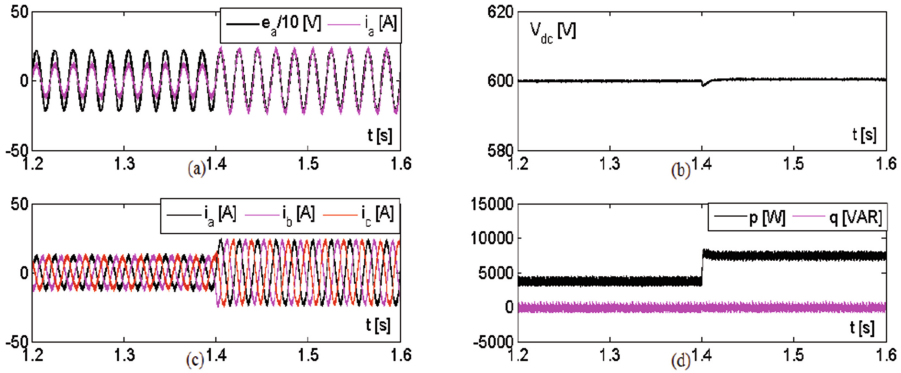 50
0
-50
e_a/10 [V] i_a [A]
t [s]
1.2 1.3 1.4 1.5 1.6
(a)
620
600
580
V_dc [V]
t [s]
1.2 1.3 1.4 1.5 1.6
(b)
50
0
-50
i_a [A] i_b [A] i_c [A]
t [s]
1.2 1.3 1.4 1.5 1.6
(c)
15000
10000
5000
0
-5000
p [W] q [VAR]
t [s]
1.2 1.3 1.4 1.5 1.6
(d)